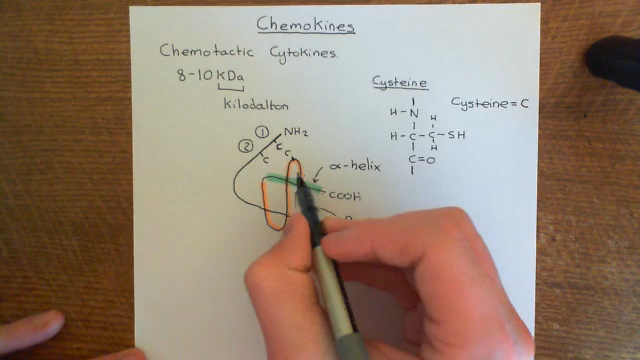 Chemokines
Chemotactic Cytokines.
8-10 kDa
Kilodalton
Cysteine
Cysteine = C
H-N
H
H-C-C-SH
H
C=O
① NH2
②
C
C
C
α-helix
COOH